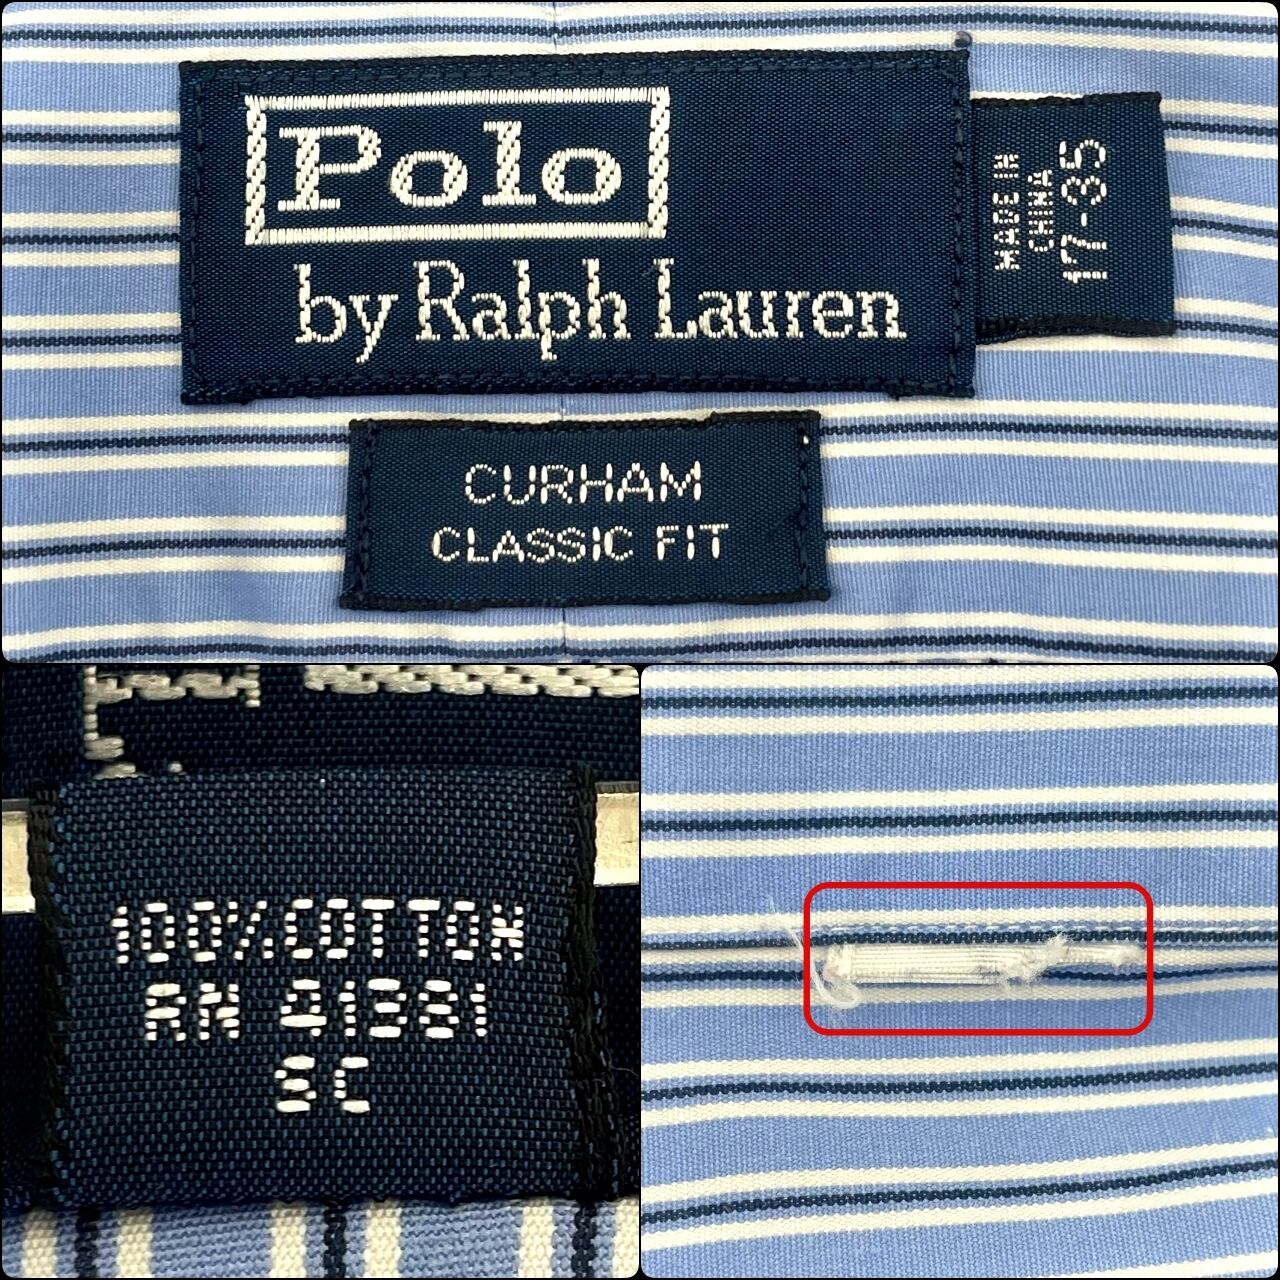 Polo
by Ralph Lauren
MADE IN
CHINA
17-35
CURHAM
CLASSIC FIT
100% COTTON
RN 41381
SC